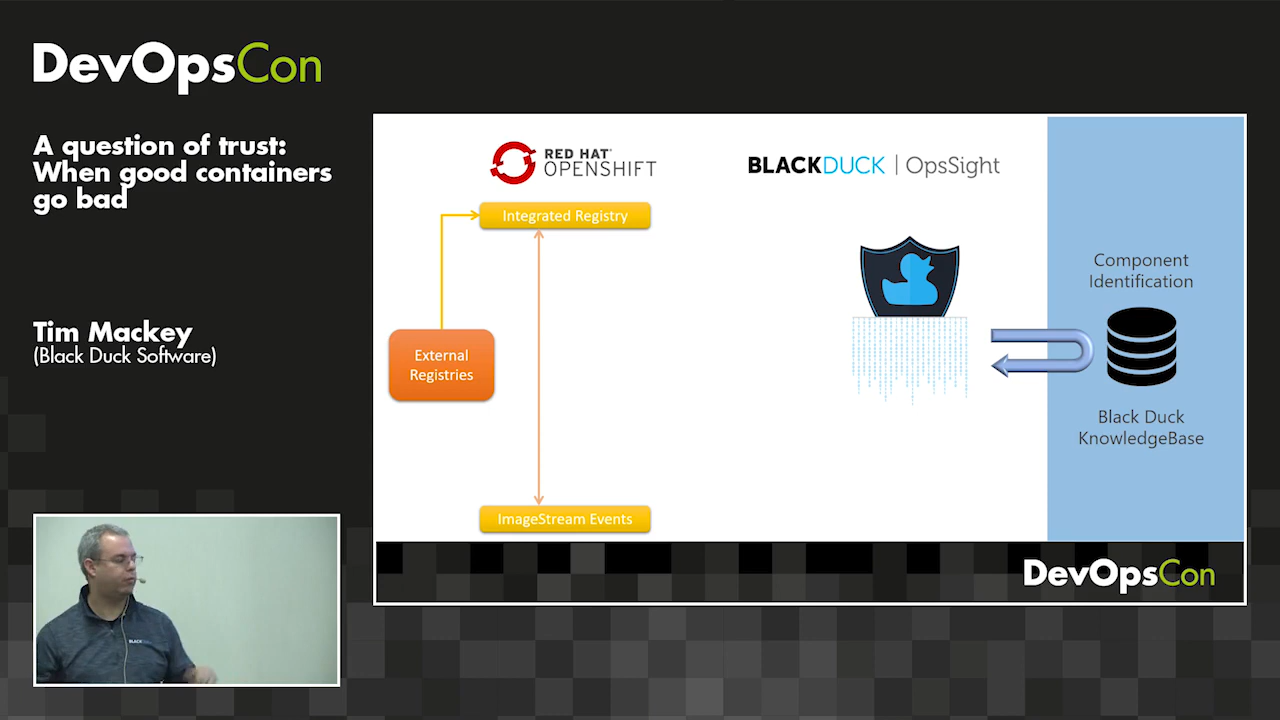 DevOpsCon
A question of trust:
When good containers
go bad
Tim Mackey
(Black Duck Software)
RED HAT®
OPENSHIFT
BLACKDUCK | OpsSight
Integrated Registry
External
Registries
ImageStream Events
Component
Identification
Black Duck
KnowledgeBase
DevOpsCon
BLACK